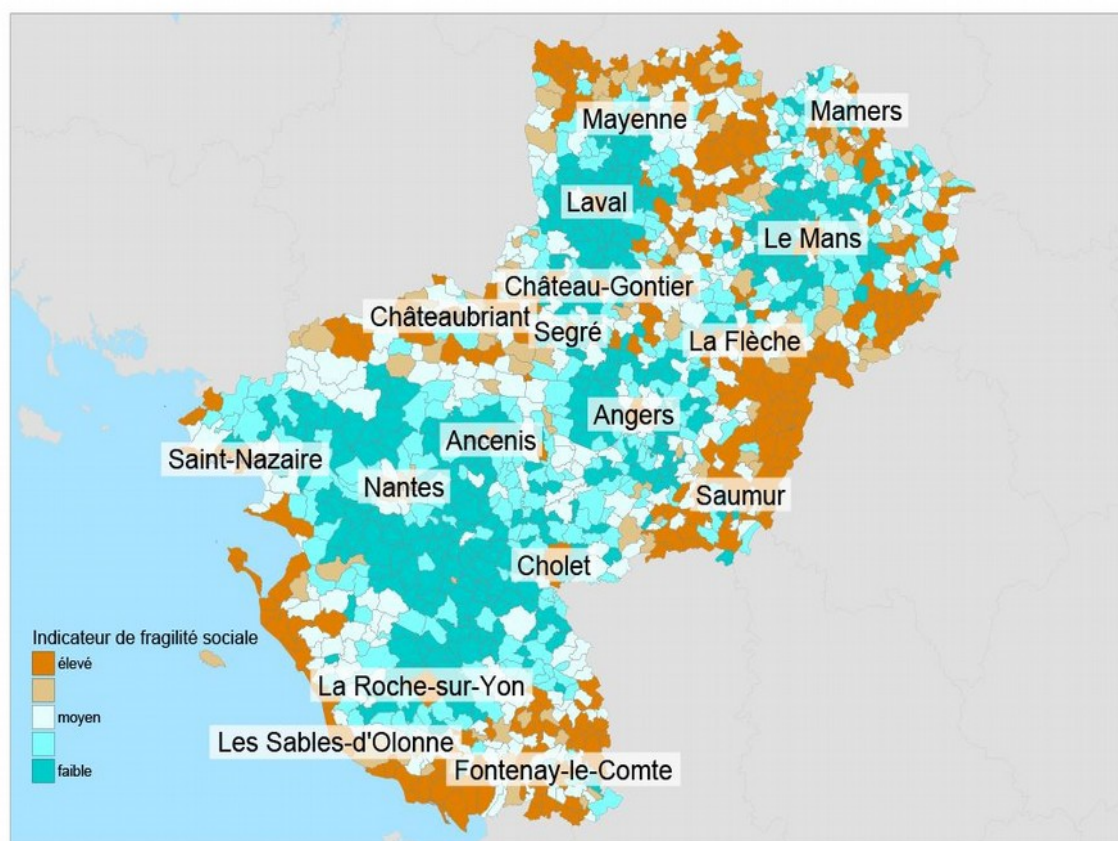 Mayenne
Mamers
Laval
Le Mans
Château-Gontier
Châteaubriant
Segré
La Flèche
Angers
Ancenis
Saint-Nazaire
Nantes
Saumur
Cholet
Indicateur de fragilité sociale
élevé
moyen
faible
La Roche-sur-Yon
Les Sables-d'Olonne
Fontenay-le-Comte